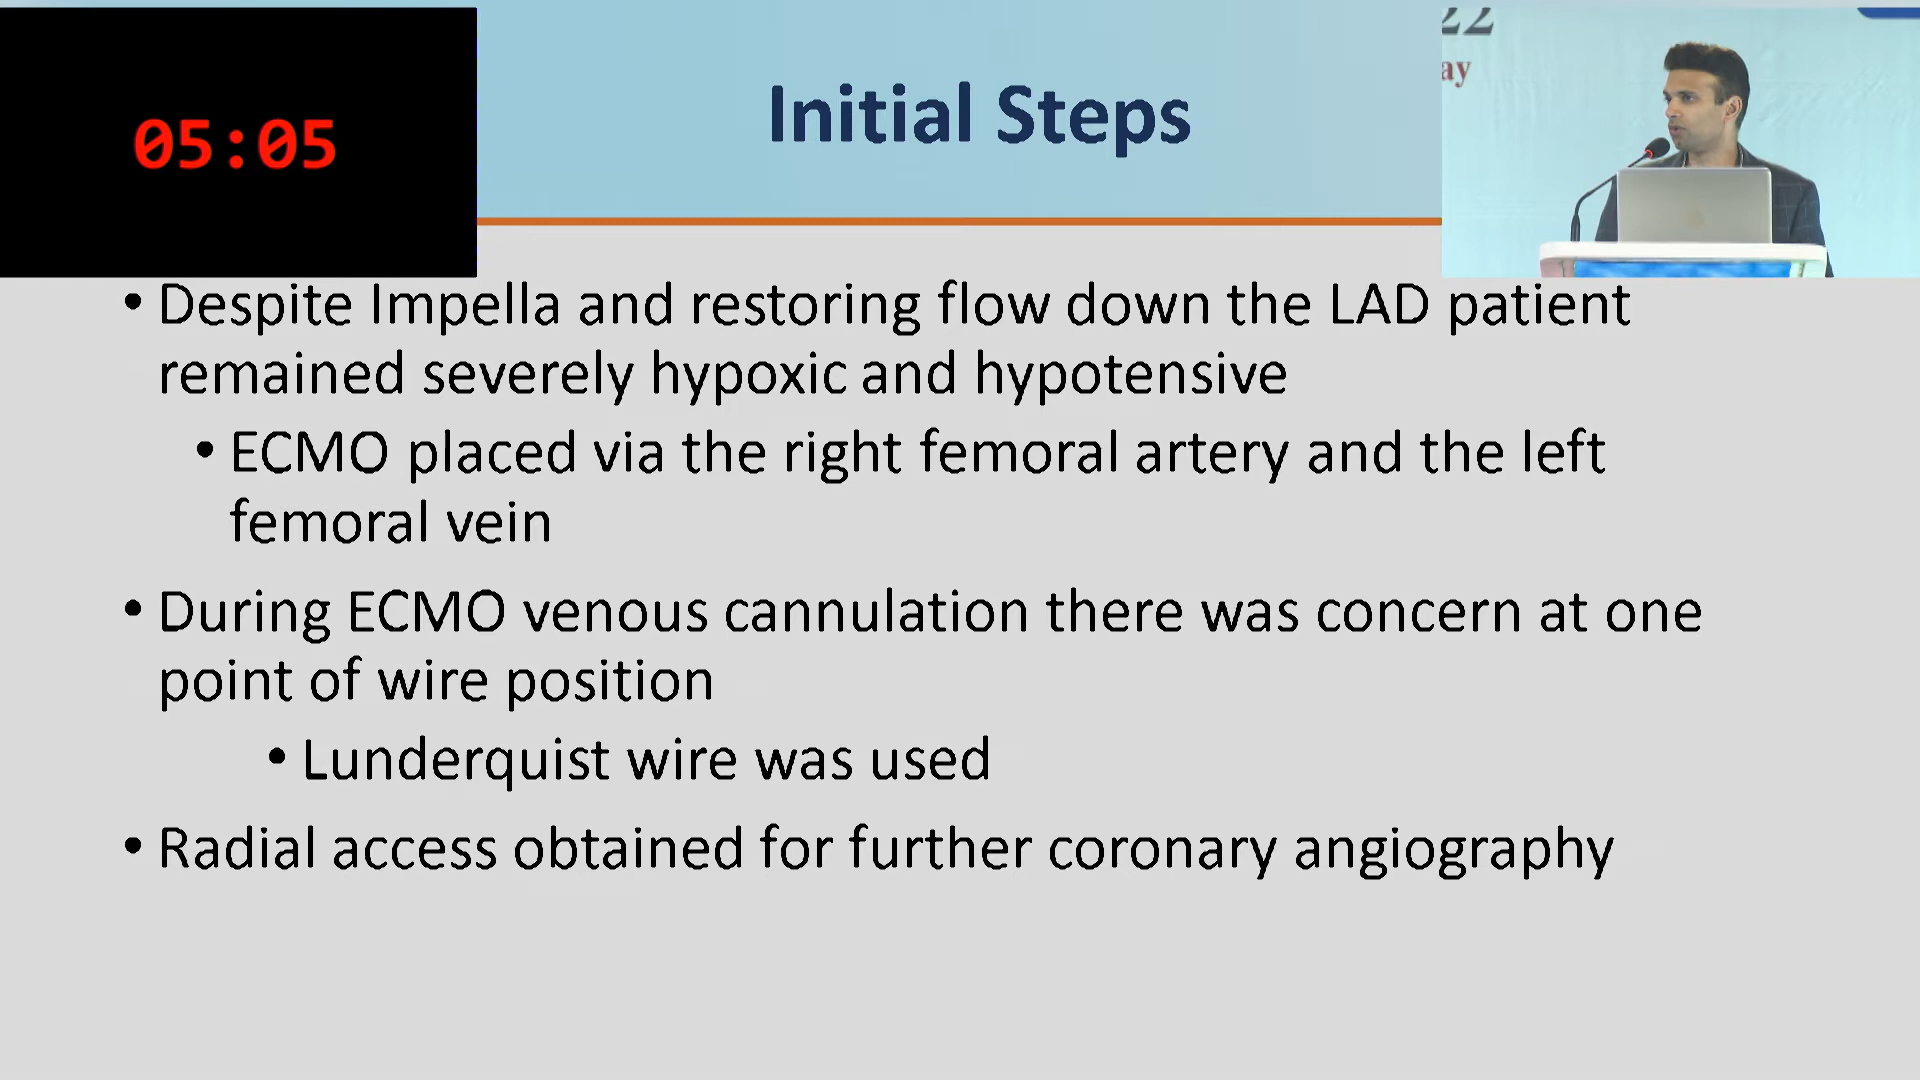 05:05
Initial Steps
22
ay
• Despite Impella and restoring flow down the LAD patient
remained severely hypoxic and hypotensive
• ECMO placed via the right femoral artery and the left
femoral vein
• During ECMO venous cannulation there was concern at one
point of wire position
• Lunderquist wire was used
• Radial access obtained for further coronary angiography